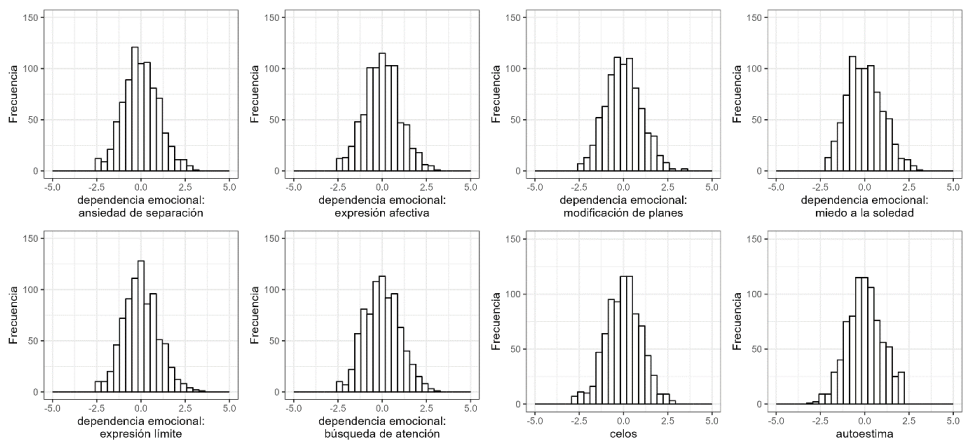 150
100
50
0
Frecuencia
-5.0 -2.5 0.0 2.5 5.0
dependencia emocional:
ansiedad de separación
150
100
50
0
Frecuencia
-5.0 -2.5 0.0 2.5 5.0
dependencia emocional:
expresión afectiva
150
100
50
0
Frecuencia
-5.0 -2.5 0.0 2.5 5.0
dependencia emocional:
modificación de planes
150
100
50
0
Frecuencia
-5.0 -2.5 0.0 2.5 5.0
dependencia emocional:
miedo a la soledad
150
100
50
0
Frecuencia
-5.0 -2.5 0.0 2.5 5.0
dependencia emocional:
expresión límite
150
100
50
0
Frecuencia
-5.0 -2.5 0.0 2.5 5.0
dependencia emocional:
búsqueda de atención
150
100
50
0
Frecuencia
-5.0 -2.5 0.0 2.5 5.0
celos
150
100
50
0
Frecuencia
-5.0 -2.5 0.0 2.5 5.0
autoestima